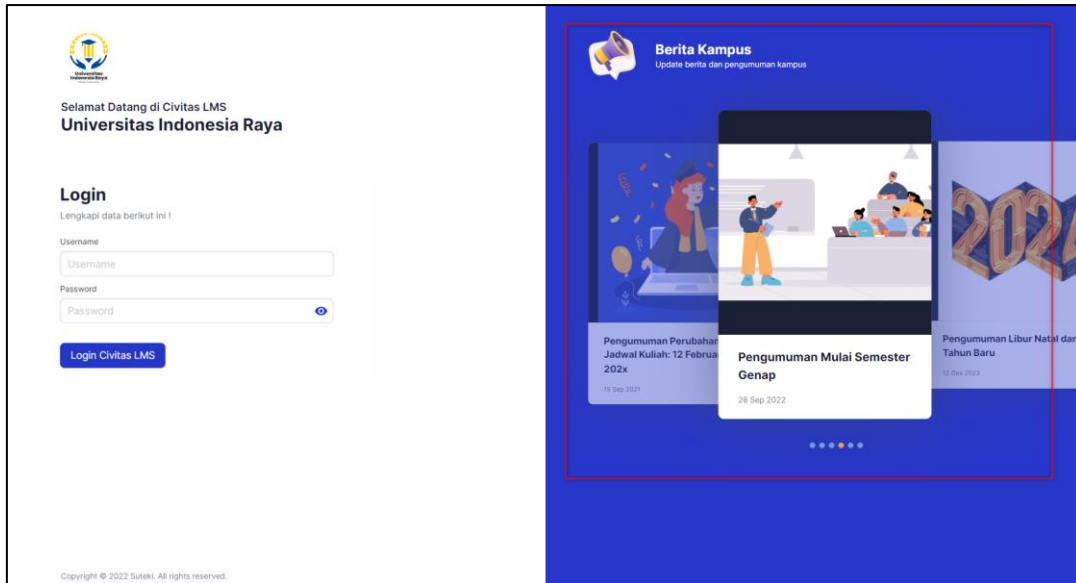 Universitas
Indonesia Raya
Selamat Datang di Civitas LMS
Universitas Indonesia Raya
Login
Lengkapi data berikut ini !
Username
Username
Password
Password
Login Civitas LMS
Copyright © 2022 Suteki. All rights reserved.
Berita Kampus
Update berita dan pengumuman kampus
Pengumuman Perubahan
Jadwal Kuliah: 12 Februa
202x
15 Sep 2021
Pengumuman Mulai Semester
Genap
28 Sep 2022
2024
Pengumuman Libur Natal dan
Tahun Baru
12 Des 2023